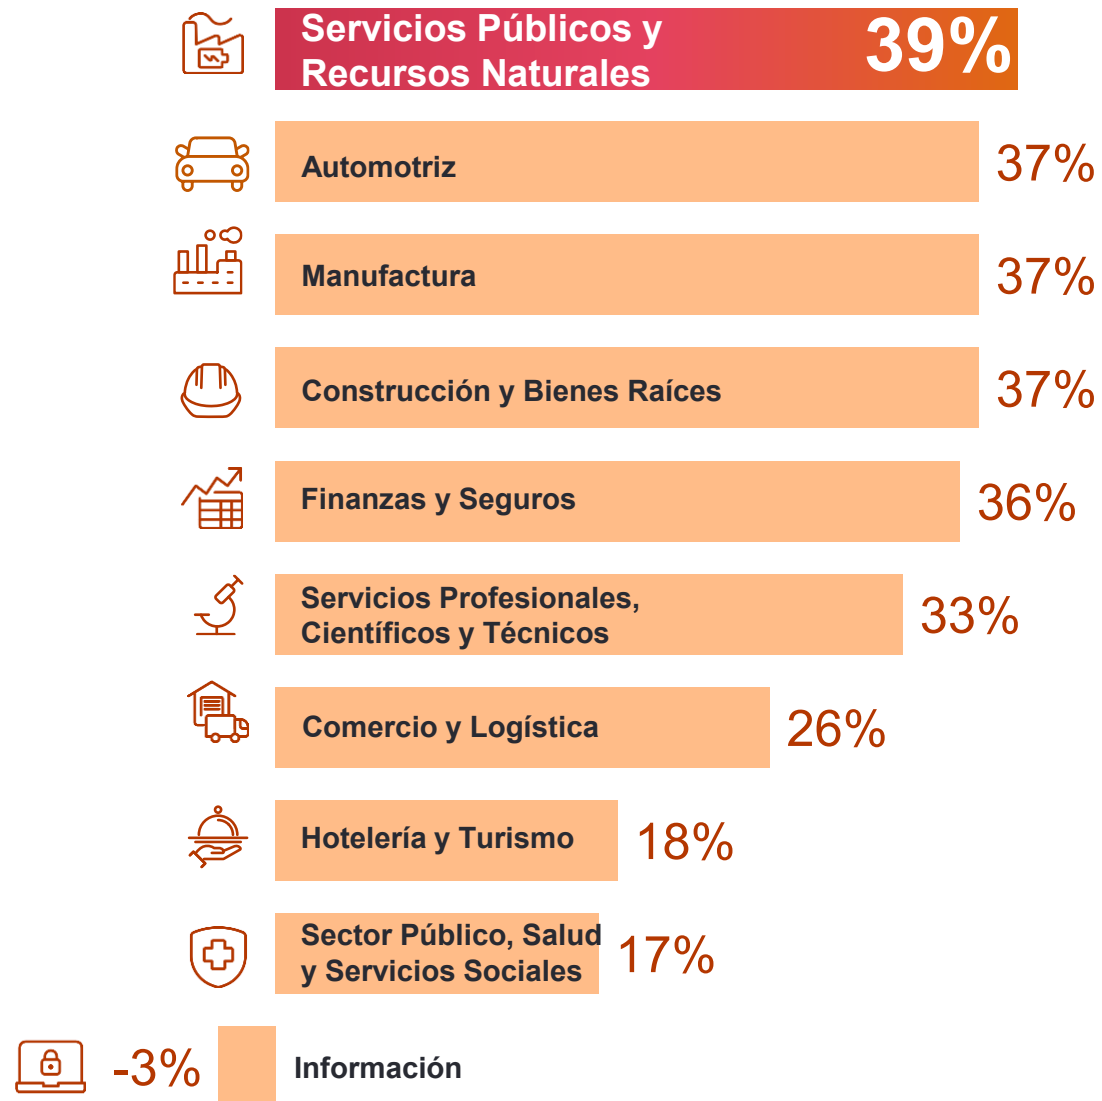 Servicios Públicos y
Recursos Naturales
39%
Automotriz
37%
Manufactura
37%
Construcción y Bienes Raíces
37%
Finanzas y Seguros
36%
Servicios Profesionales,
Científicos y Técnicos
33%
Comercio y Logística
26%
Hotelería y Turismo
18%
Sector Público, Salud
y Servicios Sociales
17%
-3%
Información